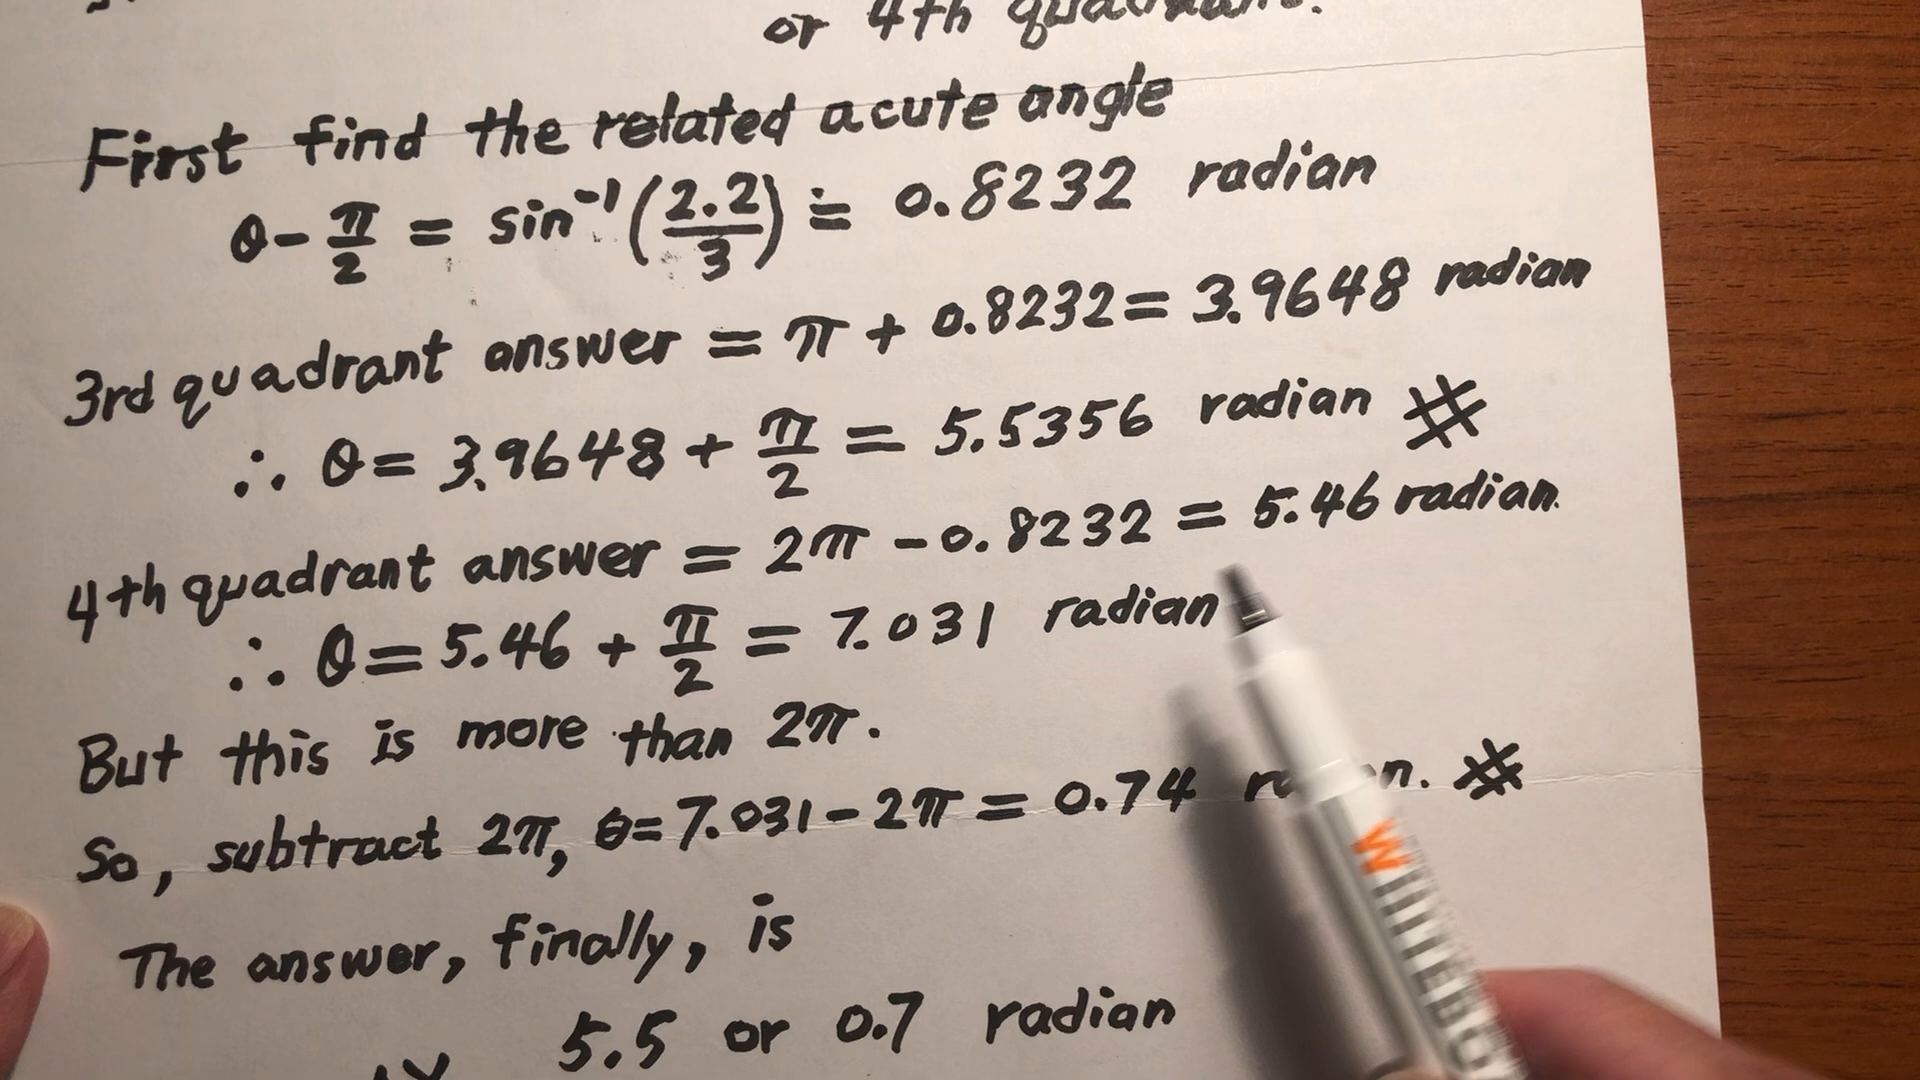 or 4th quadrant.
First find the related acute angle
θ - π/2 = sin⁻¹(2.2/3) ≐ 0.8232 radian
3rd quadrant answer = π + 0.8232 = 3.9648 radian
∴ θ = 3.9648 + π/2 = 5.5356 radian #
4th quadrant answer = 2π - 0.8232 = 5.46 radian.
∴ θ = 5.46 + π/2 = 7.031 radian
But this is more than 2π.
So, subtract 2π, θ = 7.031 - 2π = 0.74 #
The answer, finally, is
5.5 or 0.7 radian